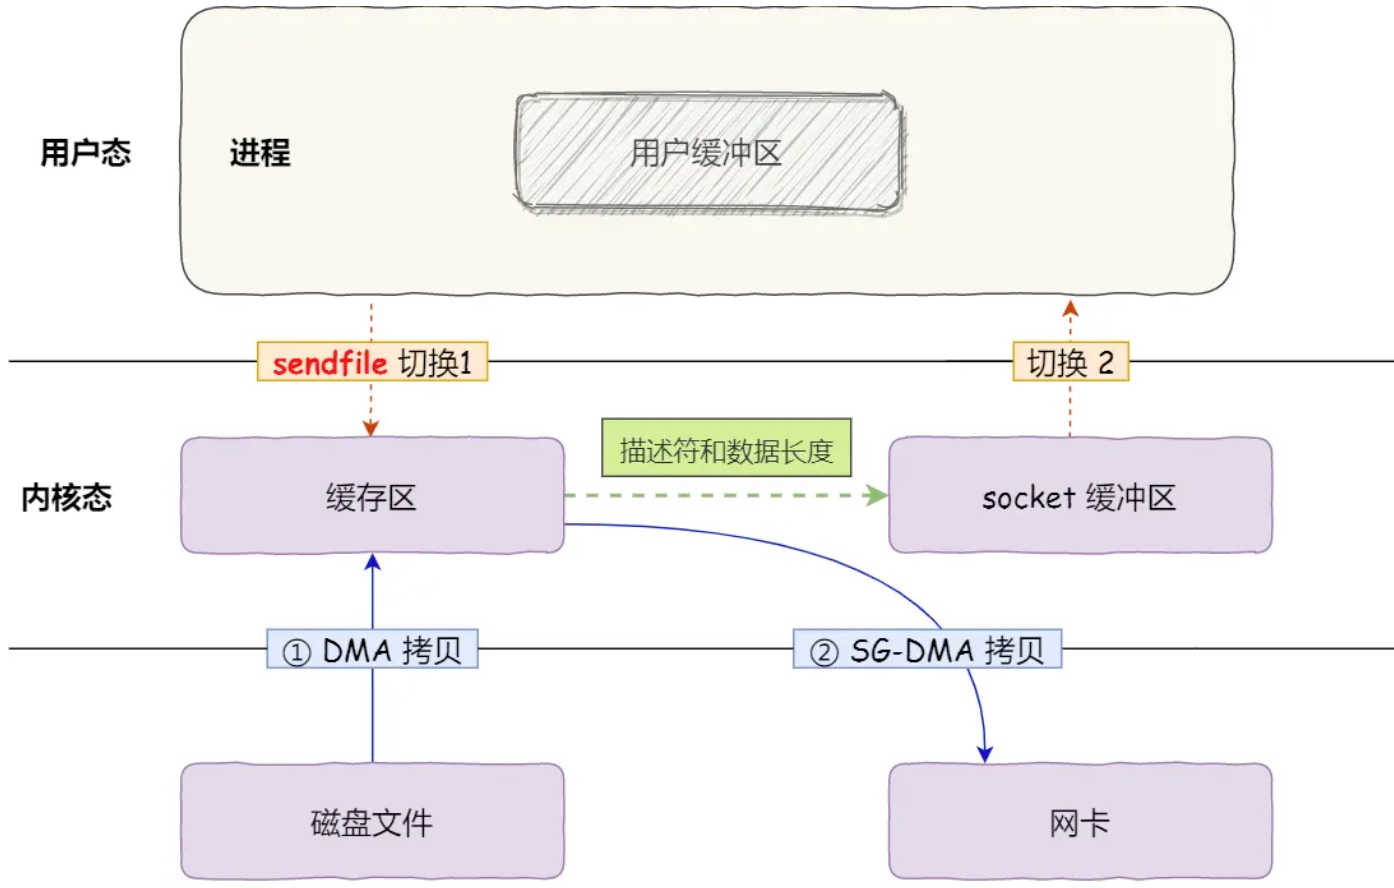 用户态
进程
用户缓冲区
sendfile 切换1
切换 2
描述符和数据长度
内核态
缓存区
socket 缓冲区
① DMA 拷贝
② SG-DMA 拷贝
磁盘文件
网卡